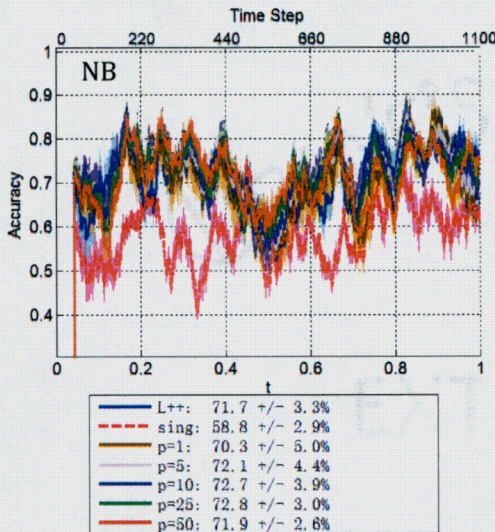 Time Step
0 220 440 660 880 1100
1
NB
0.9
0.8
0.7
0.6
0.5
0.4
Accuracy
0 0.2 0.4 0.6 0.8 1
t
L++: 71.7 +/- 3.3%
sing: 58.8 +/- 2.9%
p=1: 70.3 +/- 5.0%
p=5: 72.1 +/- 4.4%
p=10: 72.7 +/- 3.9%
p=25: 72.8 +/- 3.0%
p=50: 71.9 +/- 2.6%